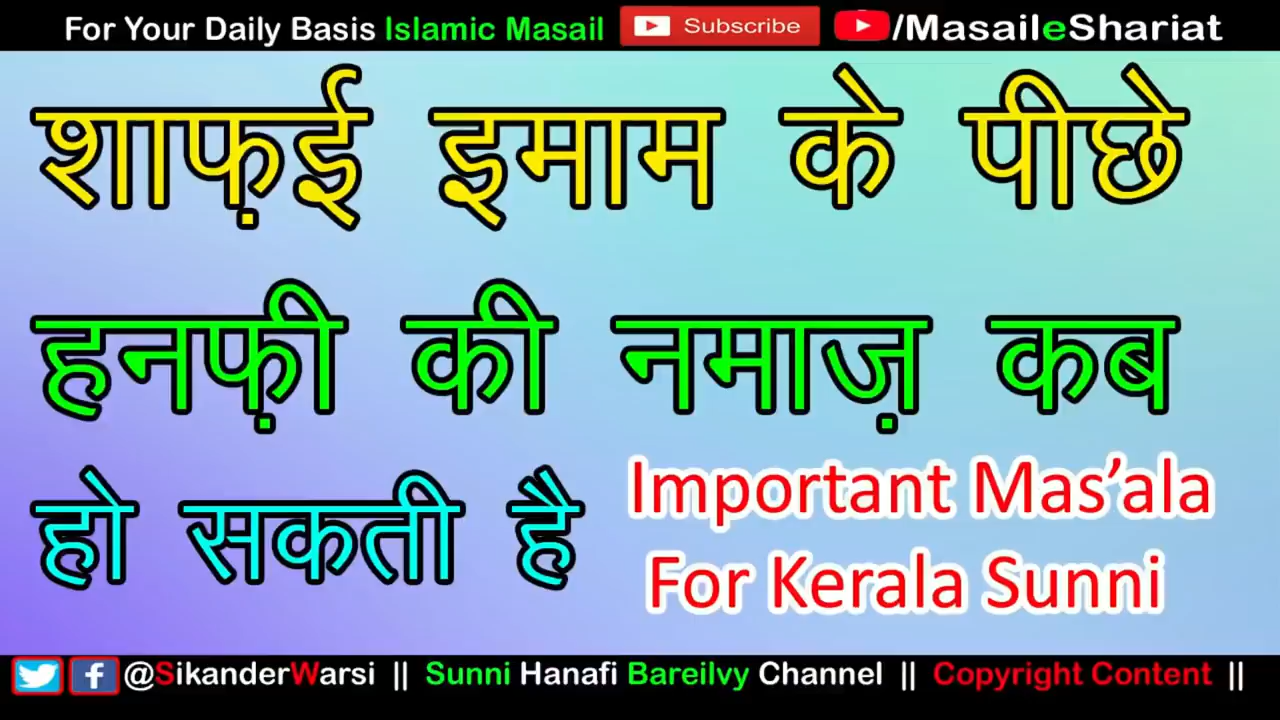 For Your Daily Basis Islamic Masail Subscribe /MasaileShariat
शाफ़ई इमाम के पीछे
हनफ़ी की नमाज़ कब
हो सकती है
Important Mas’ala
For Kerala Sunni
@SikanderWarsi || Sunni Hanafi Bareilvy Channel || Copyright Content ||